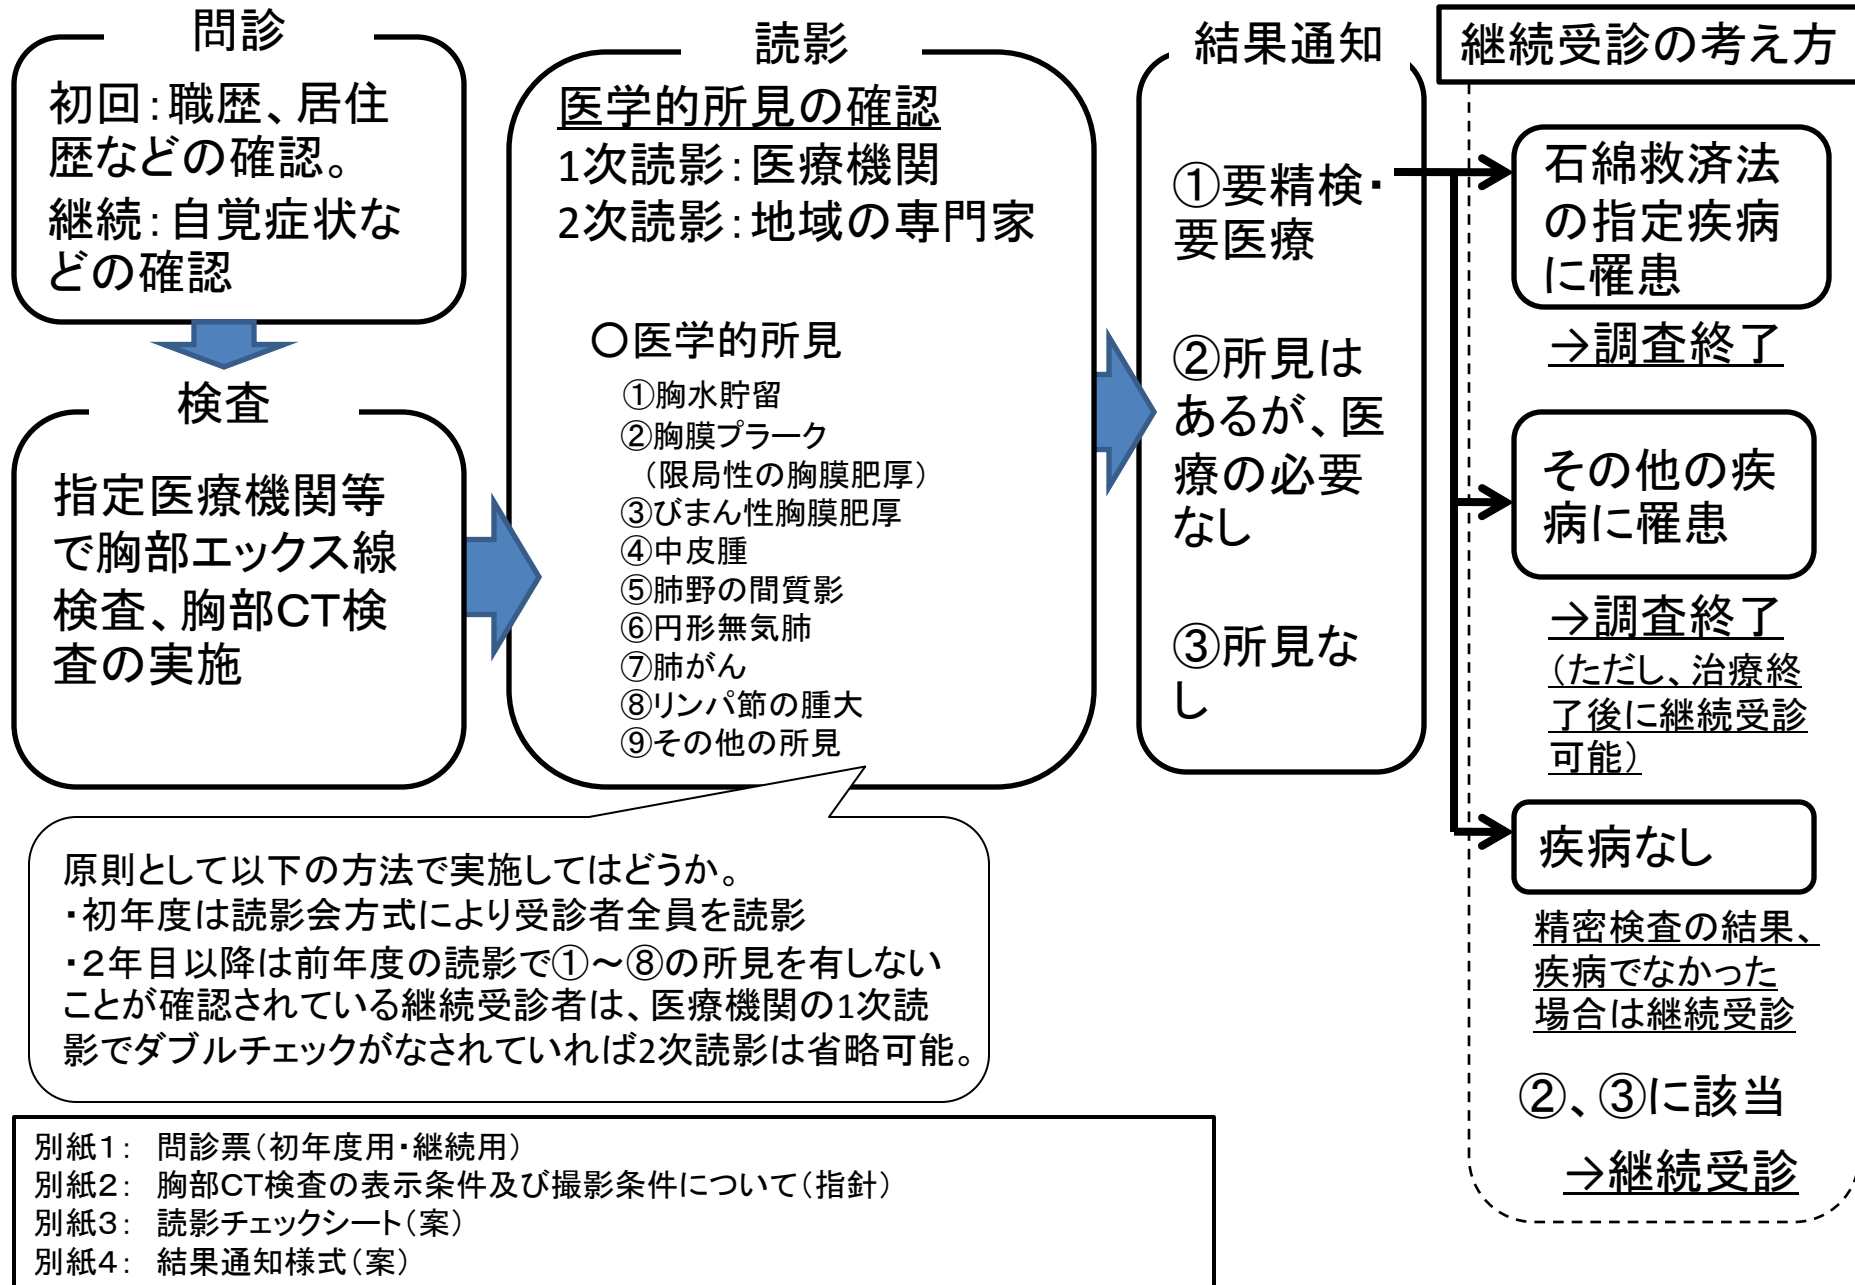 問診
初回：職歴、居住
歴などの確認。
継続：自覚症状な
どの確認
検査
指定医療機関等
で胸部エックス線
検査、胸部CT検
査の実施
読影
医学的所見の確認
1次読影：医療機関
2次読影：地域の専門家
○医学的所見
①胸水貯留
②胸膜プラーク
（限局性の胸膜肥厚）
③びまん性胸膜肥厚
④中皮腫
⑤肺野の間質影
⑥円形無気肺
⑦肺がん
⑧リンパ節の腫大
⑨その他の所見
原則として以下の方法で実施してはどうか。
・初年度は読影会方式により受診者全員を読影
・２年目以降は前年度の読影で①～⑧の所見を有しない
ことが確認されている継続受診者は、医療機関の1次読
影でダブルチェックがなされていれば2次読影は省略可能。
結果通知
①要精検・
要医療
②所見は
あるが、医
療の必要
なし
③所見な
し
継続受診の考え方
石綿救済法
の指定疾病
に罹患
→調査終了
その他の疾
病に罹患
→調査終了
（ただし、治療終
了後に継続受診
可能）
疾病なし
精密検査の結果、
疾病でなかった
場合は継続受診
②、③に該当
→継続受診
別紙１： 問診票（初年度用・継続用）
別紙２： 胸部CT検査の表示条件及び撮影条件について（指針）
別紙３： 読影チェックシート（案）
別紙４： 結果通知様式（案）